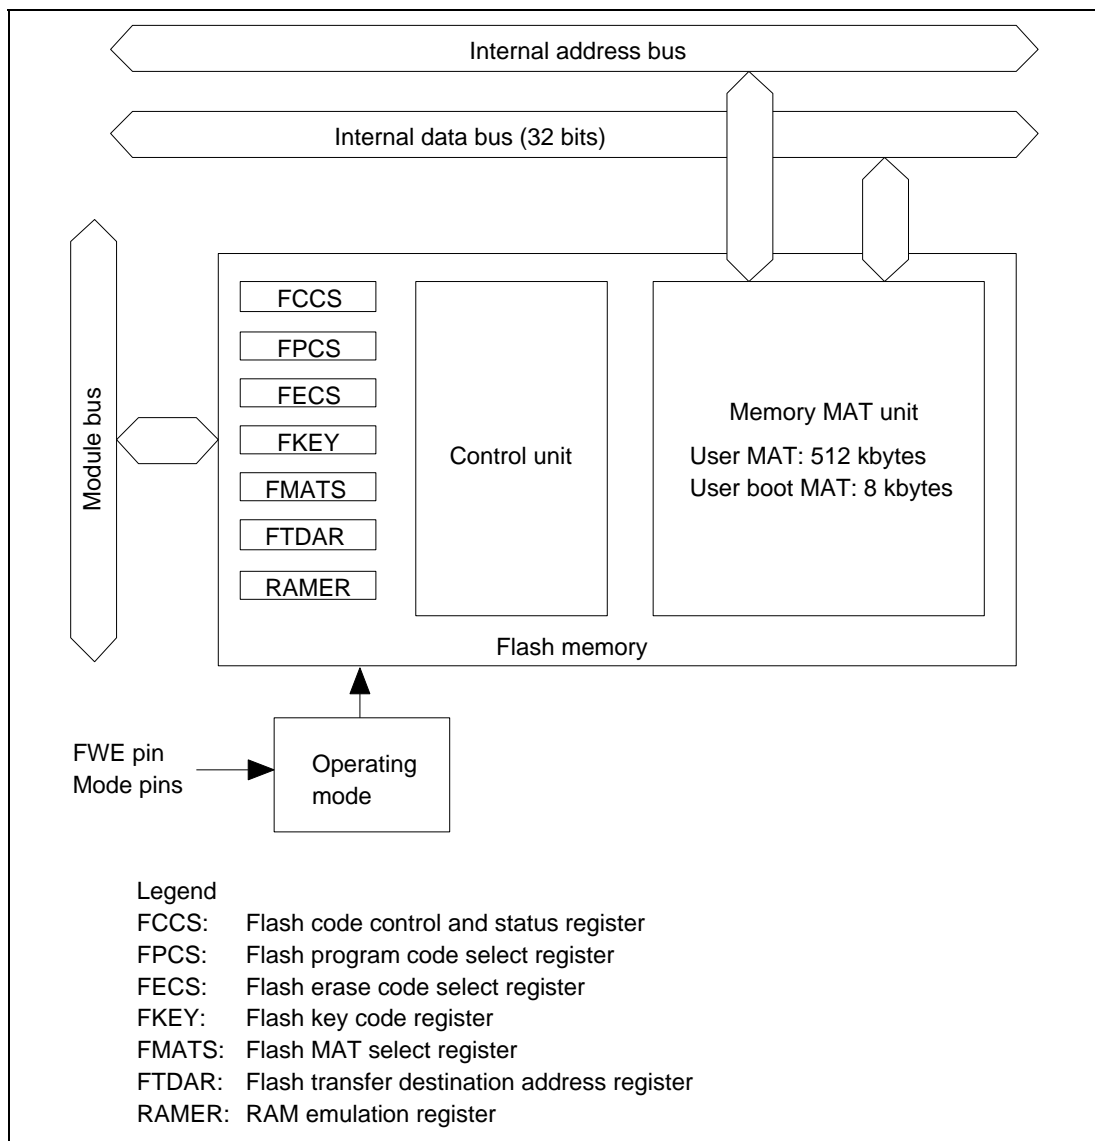 Internal address bus
Internal data bus (32 bits)
Module bus
FCCS
FPCS
FECS
FKEY
FMATS
FTDAR
RAMER
Control unit
Memory MAT unit
User MAT: 512 kbytes
User boot MAT: 8 kbytes
Flash memory
FWE pin
Mode pins
Operating
mode
Legend
FCCS: Flash code control and status register
FPCS: Flash program code select register
FECS: Flash erase code select register
FKEY: Flash key code register
FMATS: Flash MAT select register
FTDAR: Flash transfer destination address register
RAMER: RAM emulation register